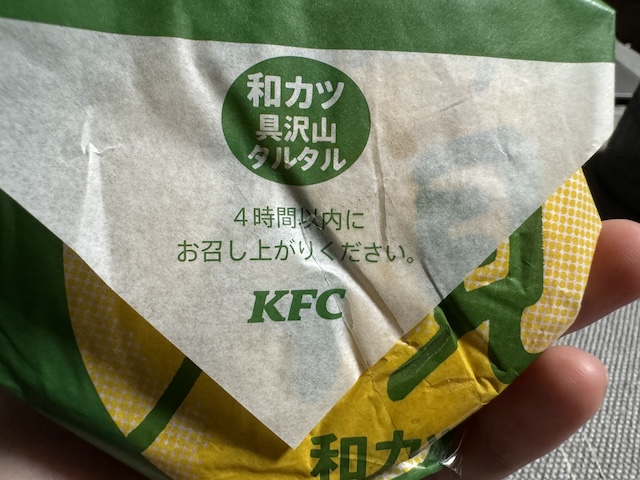 和カツ
具沢山
タルタル
４時間以内に
お召し上がりください。
KFC
和カツ